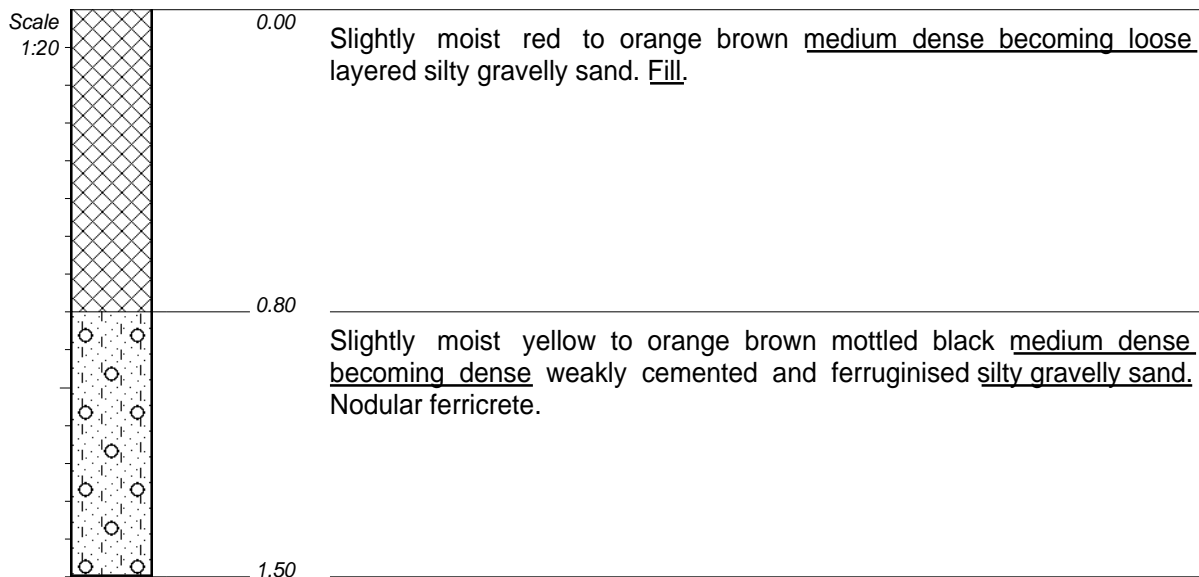 Scale
1:20
0.00
Slightly moist red to orange brown medium dense becoming loose
layered silty gravelly sand. Fill.
0.80
Slightly moist yellow to orange brown mottled black medium dense
becoming dense weakly cemented and ferruginised silty gravelly sand.
Nodular ferricrete.
1.50